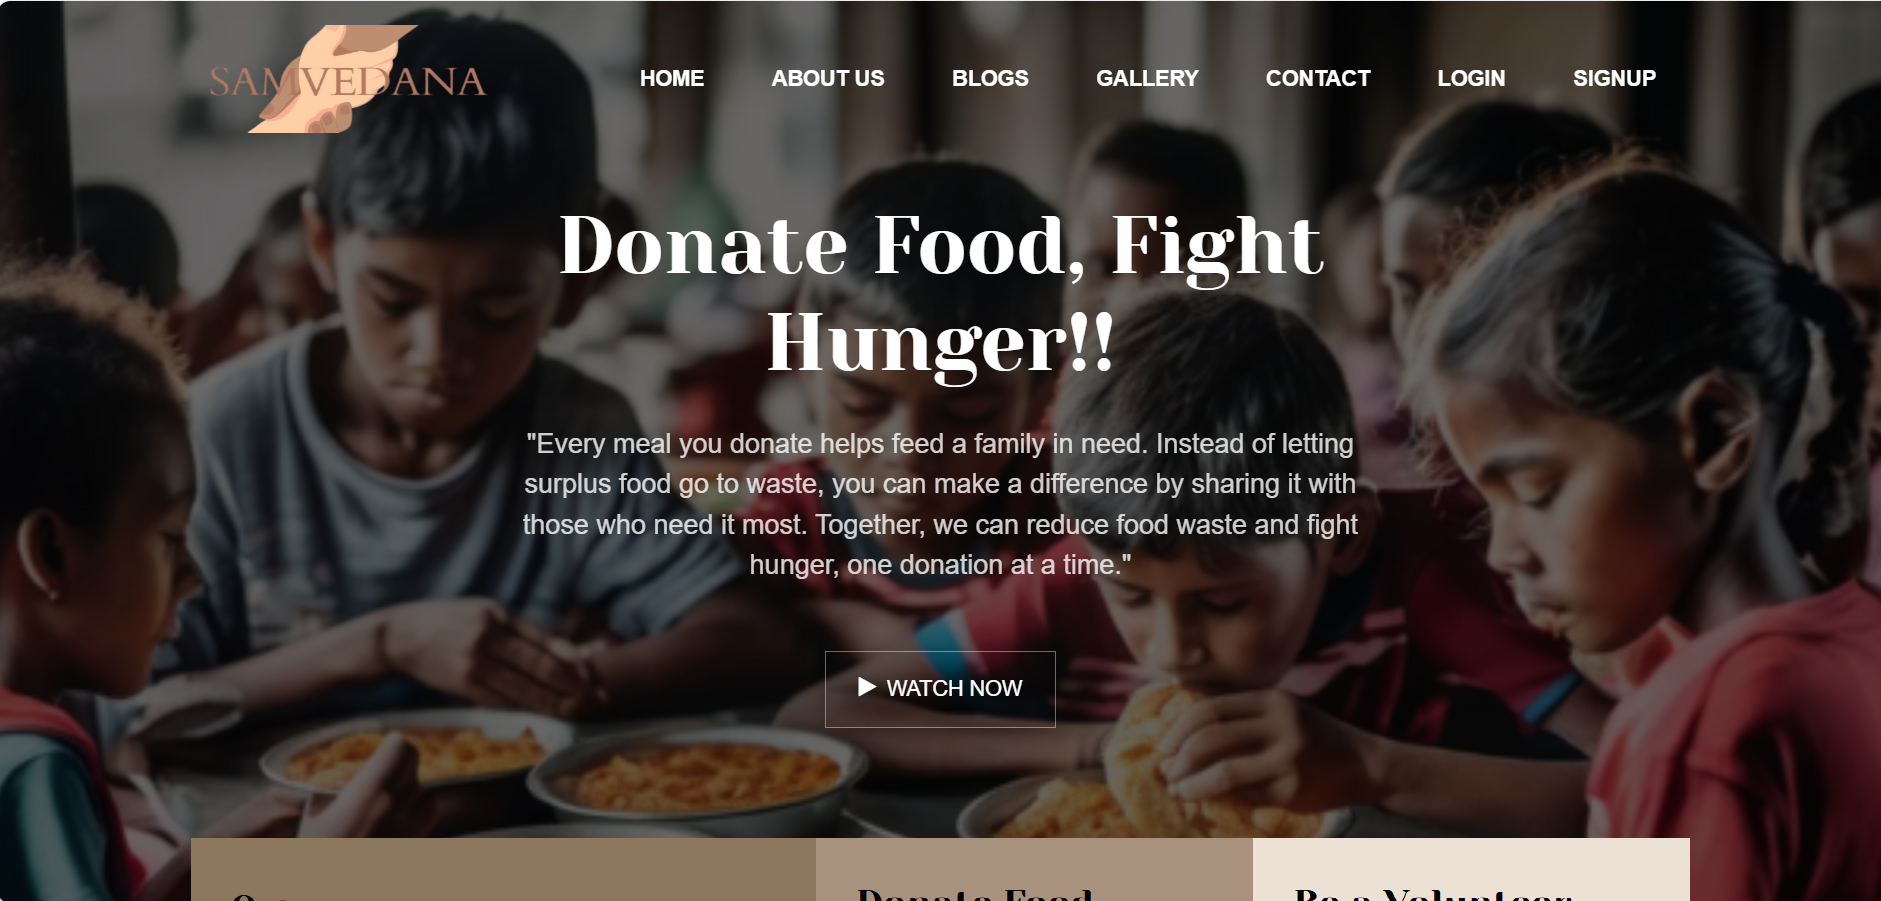 SAMVEDANA
HOME ABOUT US BLOGS GALLERY CONTACT LOGIN SIGNUP
Donate Food, Fight
Hunger!!
"Every meal you donate helps feed a family in need. Instead of letting
surplus food go to waste, you can make a difference by sharing it with
those who need it most. Together, we can reduce food waste and fight
hunger, one donation at a time."
WATCH NOW
Donate Food
Be a Volunteer